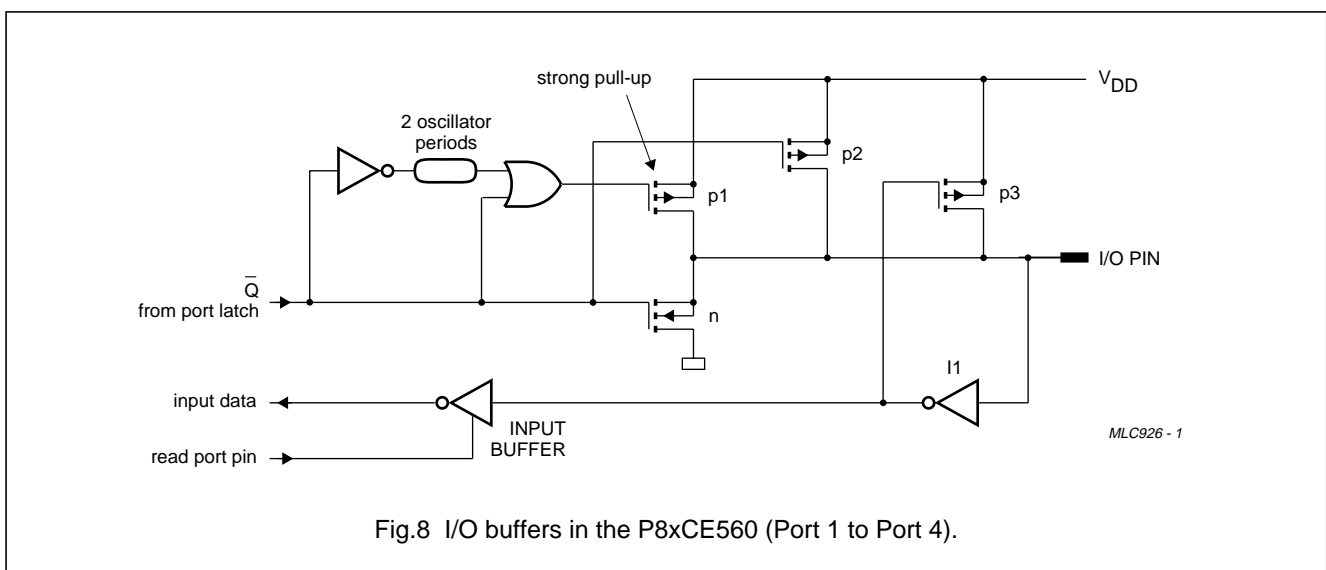 strong pull-up
V_DD
2 oscillator
periods
p2
p1
p3
I/O PIN
Q̅
from port latch
n
I1
input data
INPUT
BUFFER
read port pin
MLC926 - 1
Fig.8 I/O buffers in the P8xCE560 (Port 1 to Port 4).